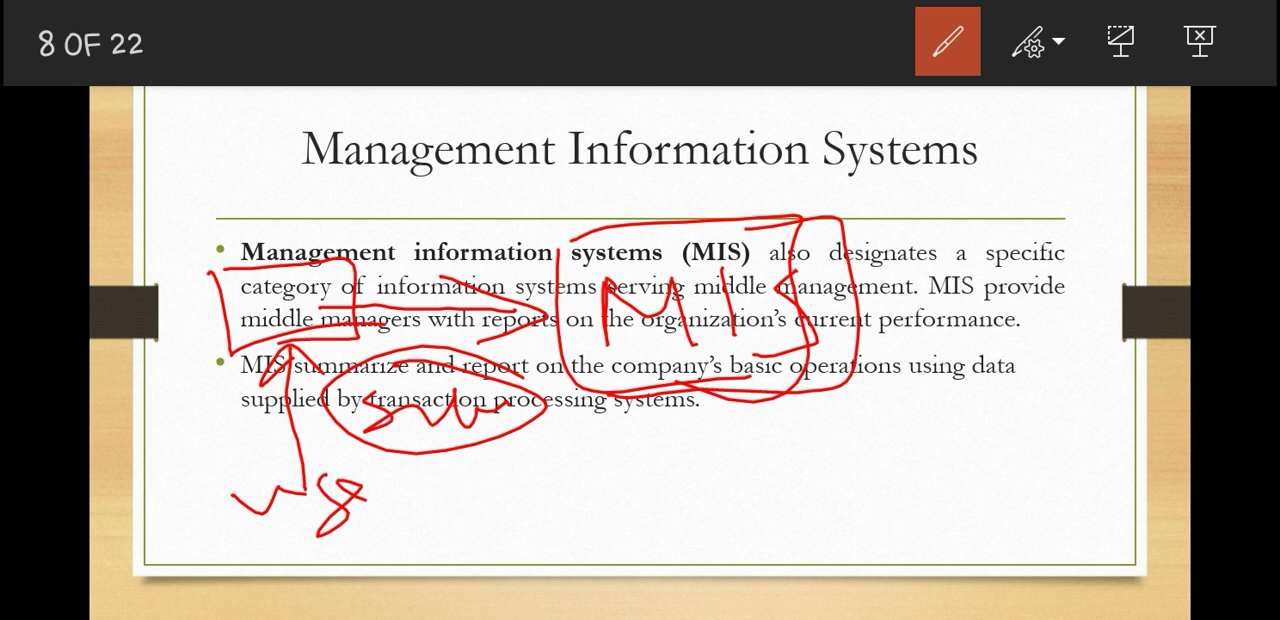 8 OF 22
Management Information Systems
• Management information systems (MIS) also designates a specific
category of information systems serving middle management. MIS provide
middle managers with reports on the organization's current performance.
MIS
• MIS summarize and report on the company's basic operations using data
supplied by transaction processing systems.